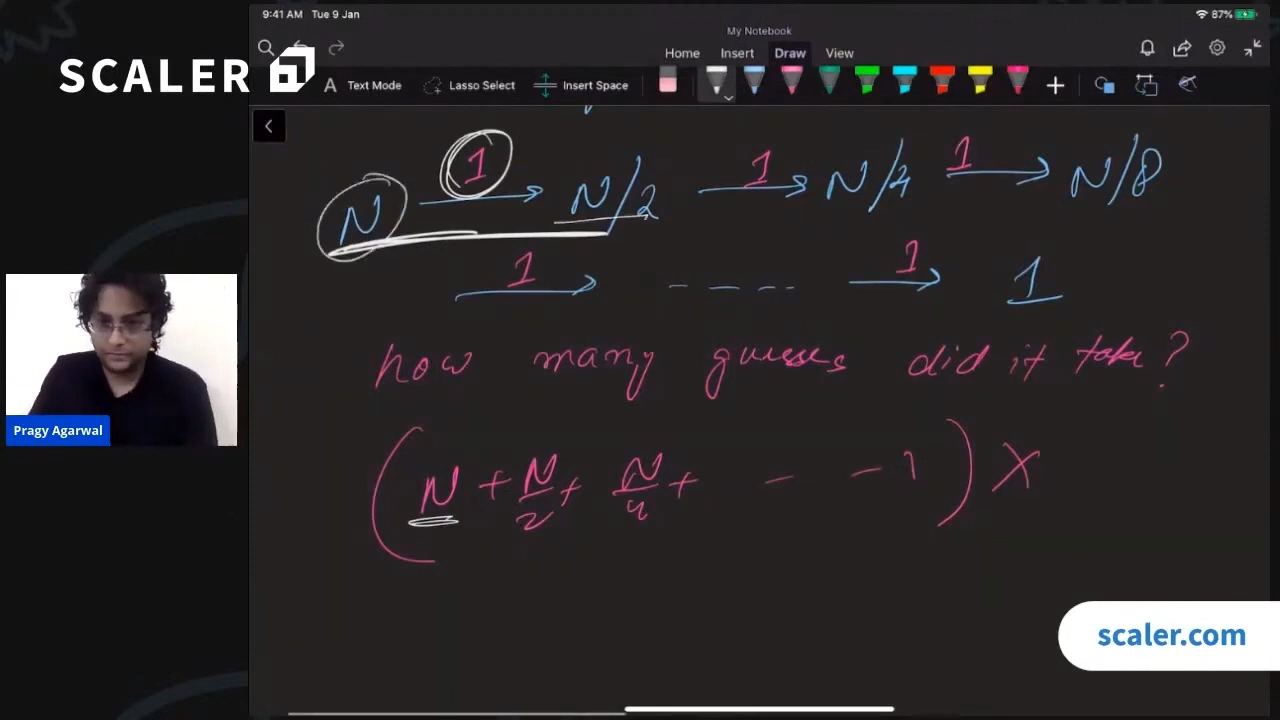 9:41 AM Tue 9 Jan
87%
My Notebook
SCALER
Home Insert Draw View
A Text Mode Lasso Select Insert Space
N 1 N/2 1 N/4 1 N/8
1 - - - - 1 1
how many guesses did it take?
(N + N/2 + N/4 + - - 1) X
Pragy Agarwal
scaler.com